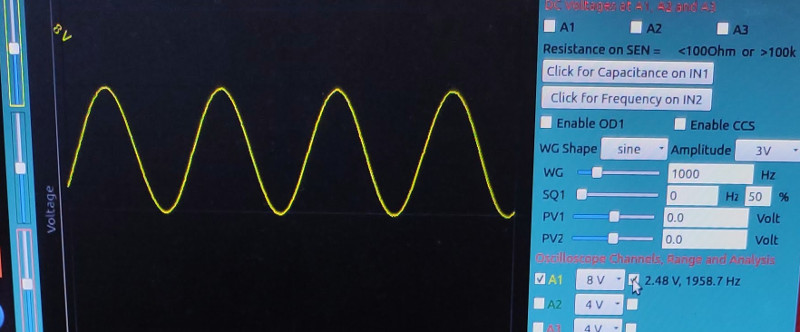 8 V
Voltage
DC Voltages at A1, A2 and A3
A1 A2 A3
Resistance on SEN = <100Ohm or >100k
Click for Capacitance on IN1
Click for Frequency on IN2
Enable OD1 Enable CCS
WG Shape sine Amplitude 3V
WG 1000 Hz
SQ1 0 Hz 50 %
PV1 0.0 Volt
PV2 0.0 Volt
Oscilloscope Channels, Range and Analysis
A1 8 V 2.48 V, 1958.7 Hz
A2 4 V
A3 4 V